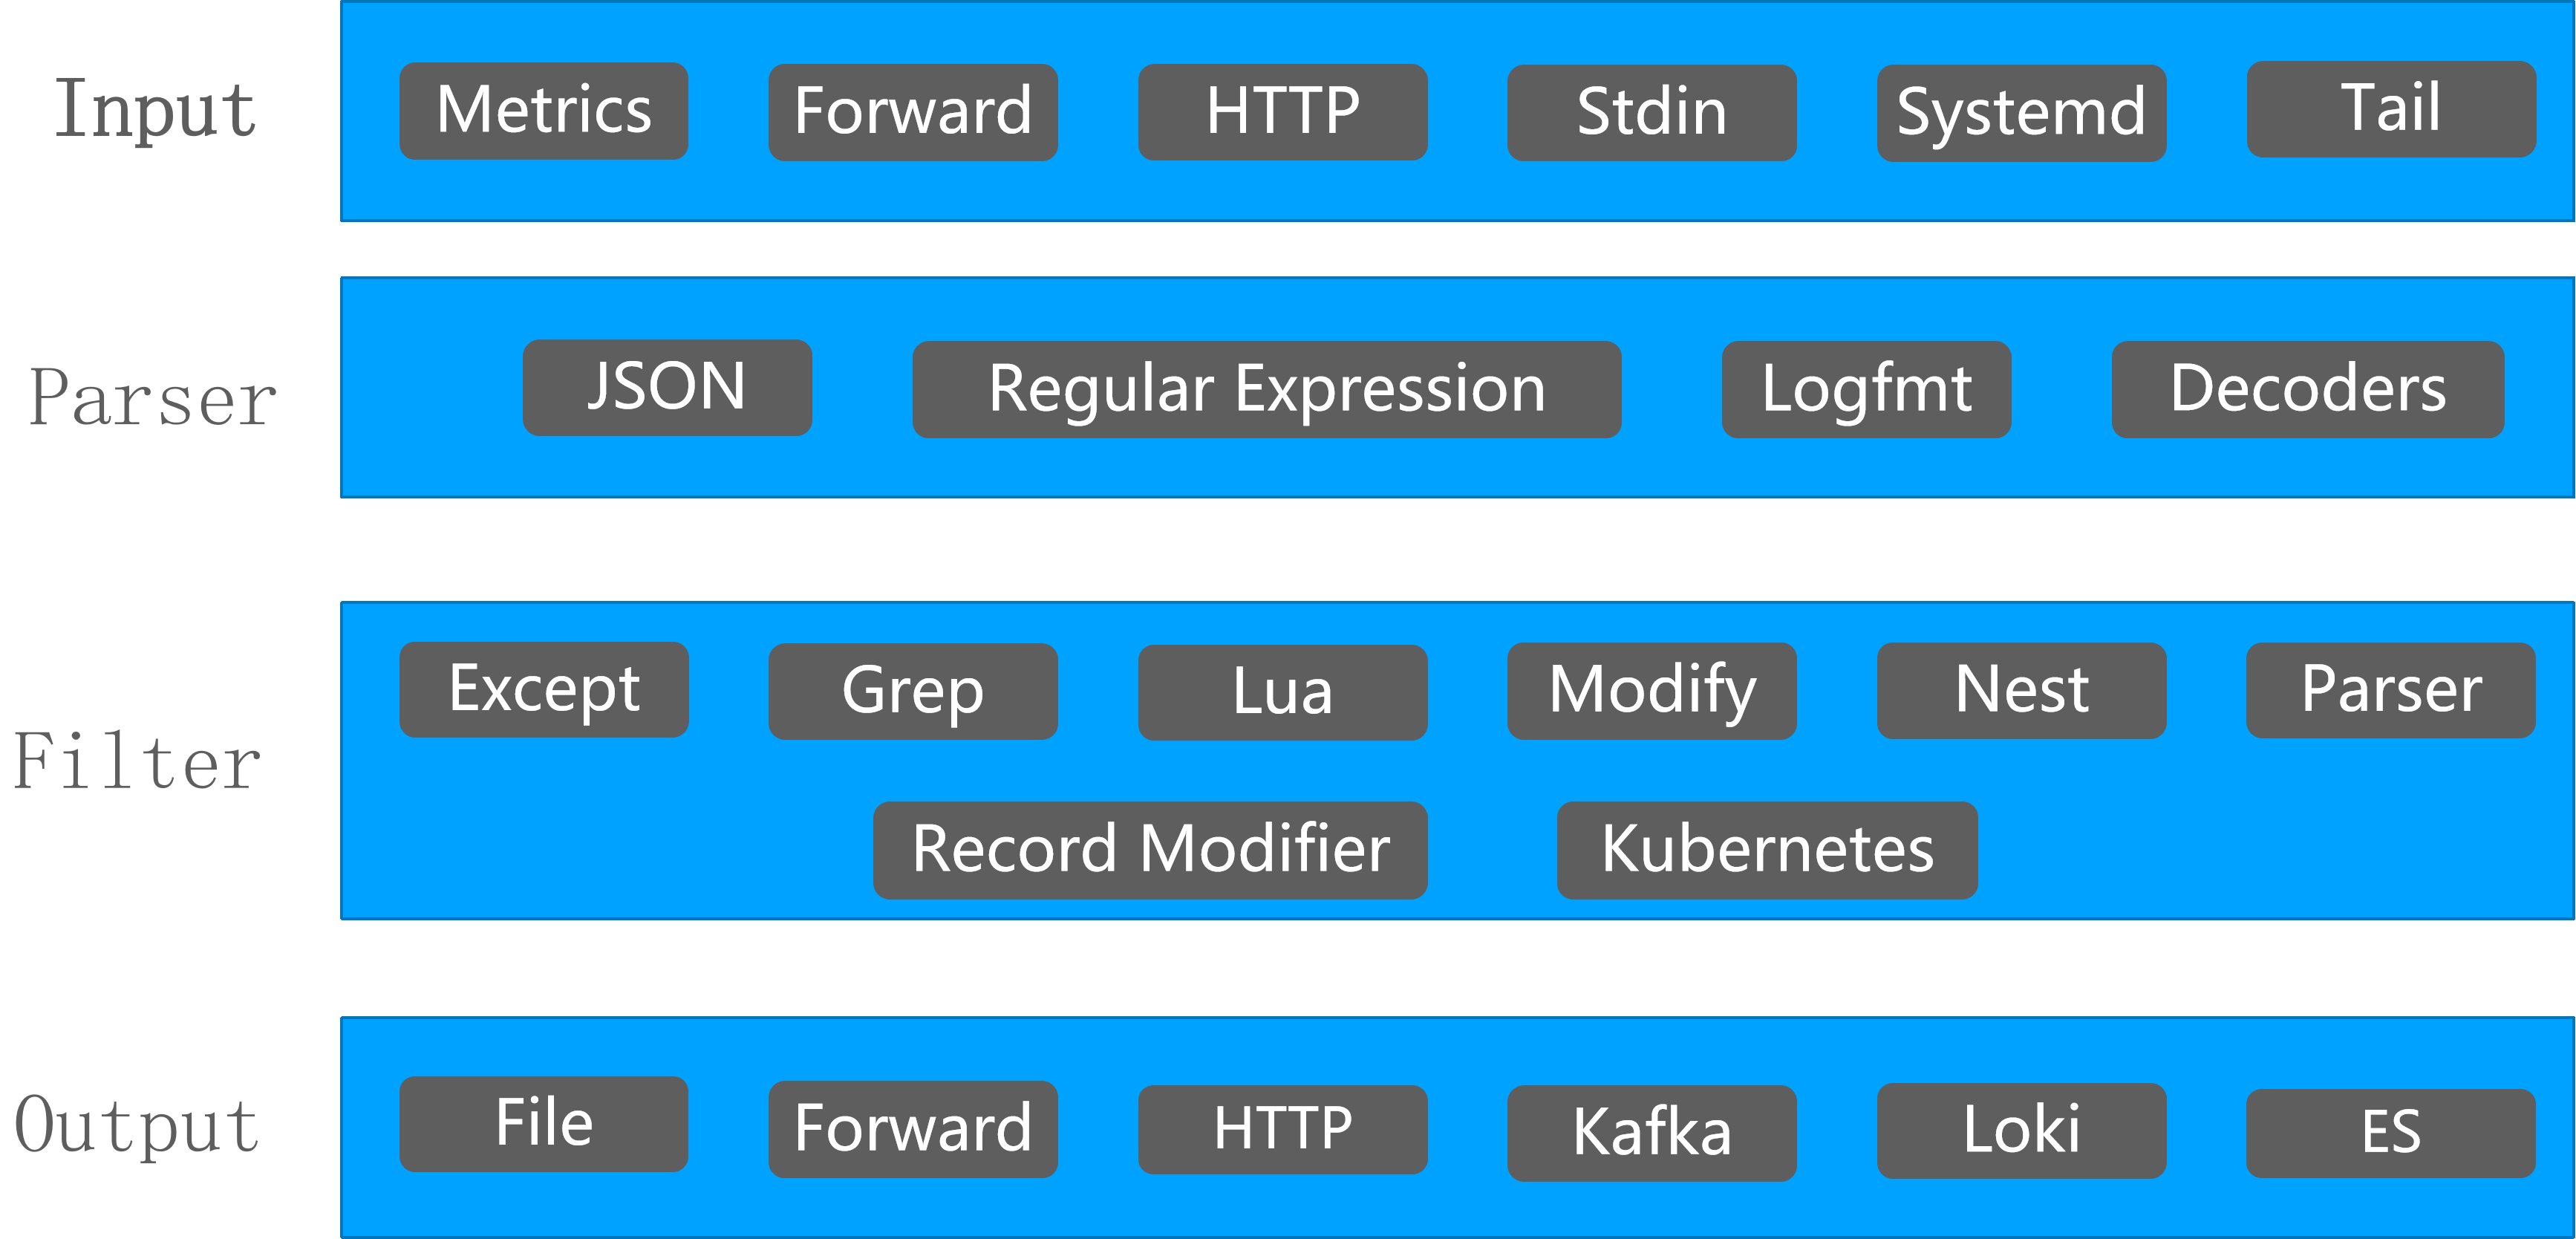 Input
Metrics Forward HTTP Stdin Systemd Tail
Parser
JSON Regular Expression Logfmt Decoders
Filter
Except Grep Lua Modify Nest Parser
Record Modifier Kubernetes
Output
File Forward HTTP Kafka Loki ES